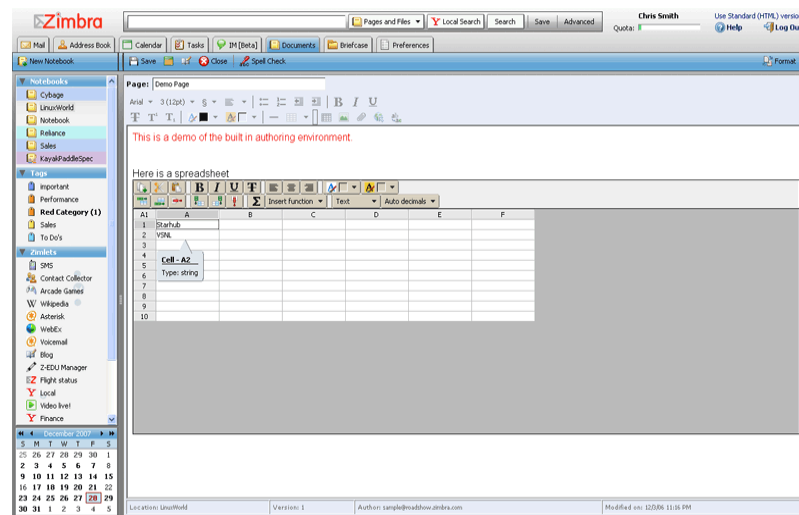 Zimbra
Pages and Files Local Search Search Save Advanced
Chris Smith
Quota:
Use Standard (HTML) versio
Help Log Ou
Mail Address Book Calendar Tasks IM [Beta] Documents Briefcase Preferences
New Notebook Save Close Spell Check Format
Notebooks
Cybage
LinuxWorld
Notebook
Reliance
Sales
KayakPaddleSpec
Tags
important
Performance
Red Category (1)
Sales
To Do's
Zimlets
SMS
Contact Collector
Arcade Games
Wikipedia
Asterisk
WebEx
Voicemail
Blog
Z-EDU Manager
Flight status
Local
Video live!
Finance
December 2007
S M T W T F S
25 26 27 28 29 30 1
2 3 4 5 6 7 8
9 10 11 12 13 14 15
16 17 18 19 20 21 22
23 24 25 26 27 28 29
30 31 1 2 3 4 5
Page: Demo Page
Arial 3 (12pt) § B I U
T T T
This is a demo of the built in authoring environment.
Here is a spreadsheet
B I U T
Σ Insert function Text Auto decimals
A1 A B C D E F
1 Starhub
2 VSNL
3
4
5
6
7
8
9
10
Cell - A2
Type: string
Location: LinuxWorld Version: 1 Author: sample@roadshow.zimbra.com Modified on: 12/3/06 11:16 PM